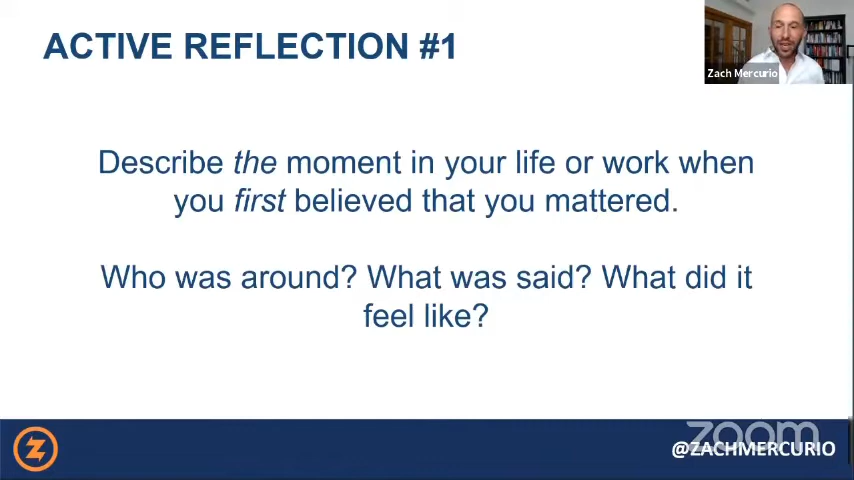 ACTIVE REFLECTION #1
Zach Mercurio
Describe the moment in your life or work when
you first believed that you mattered.
Who was around? What was said? What did it
feel like?
zoom
@ZACHMERCURIO